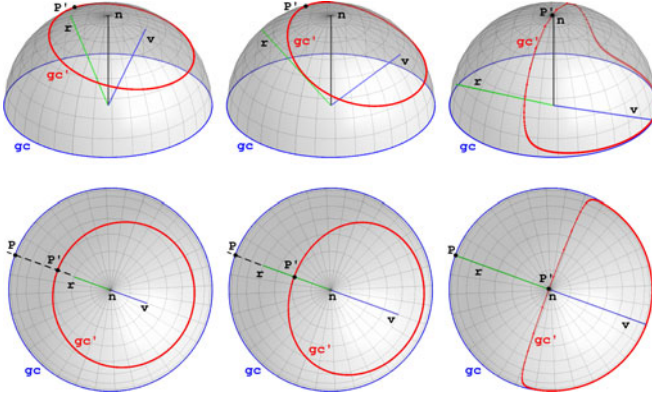 P' n P' P' n
r v gc' r gc' v
gc' r v
gc gc gc
P P P
P' P' P'
r n r n r n
v v v
gc' gc' gc'
gc gc gc